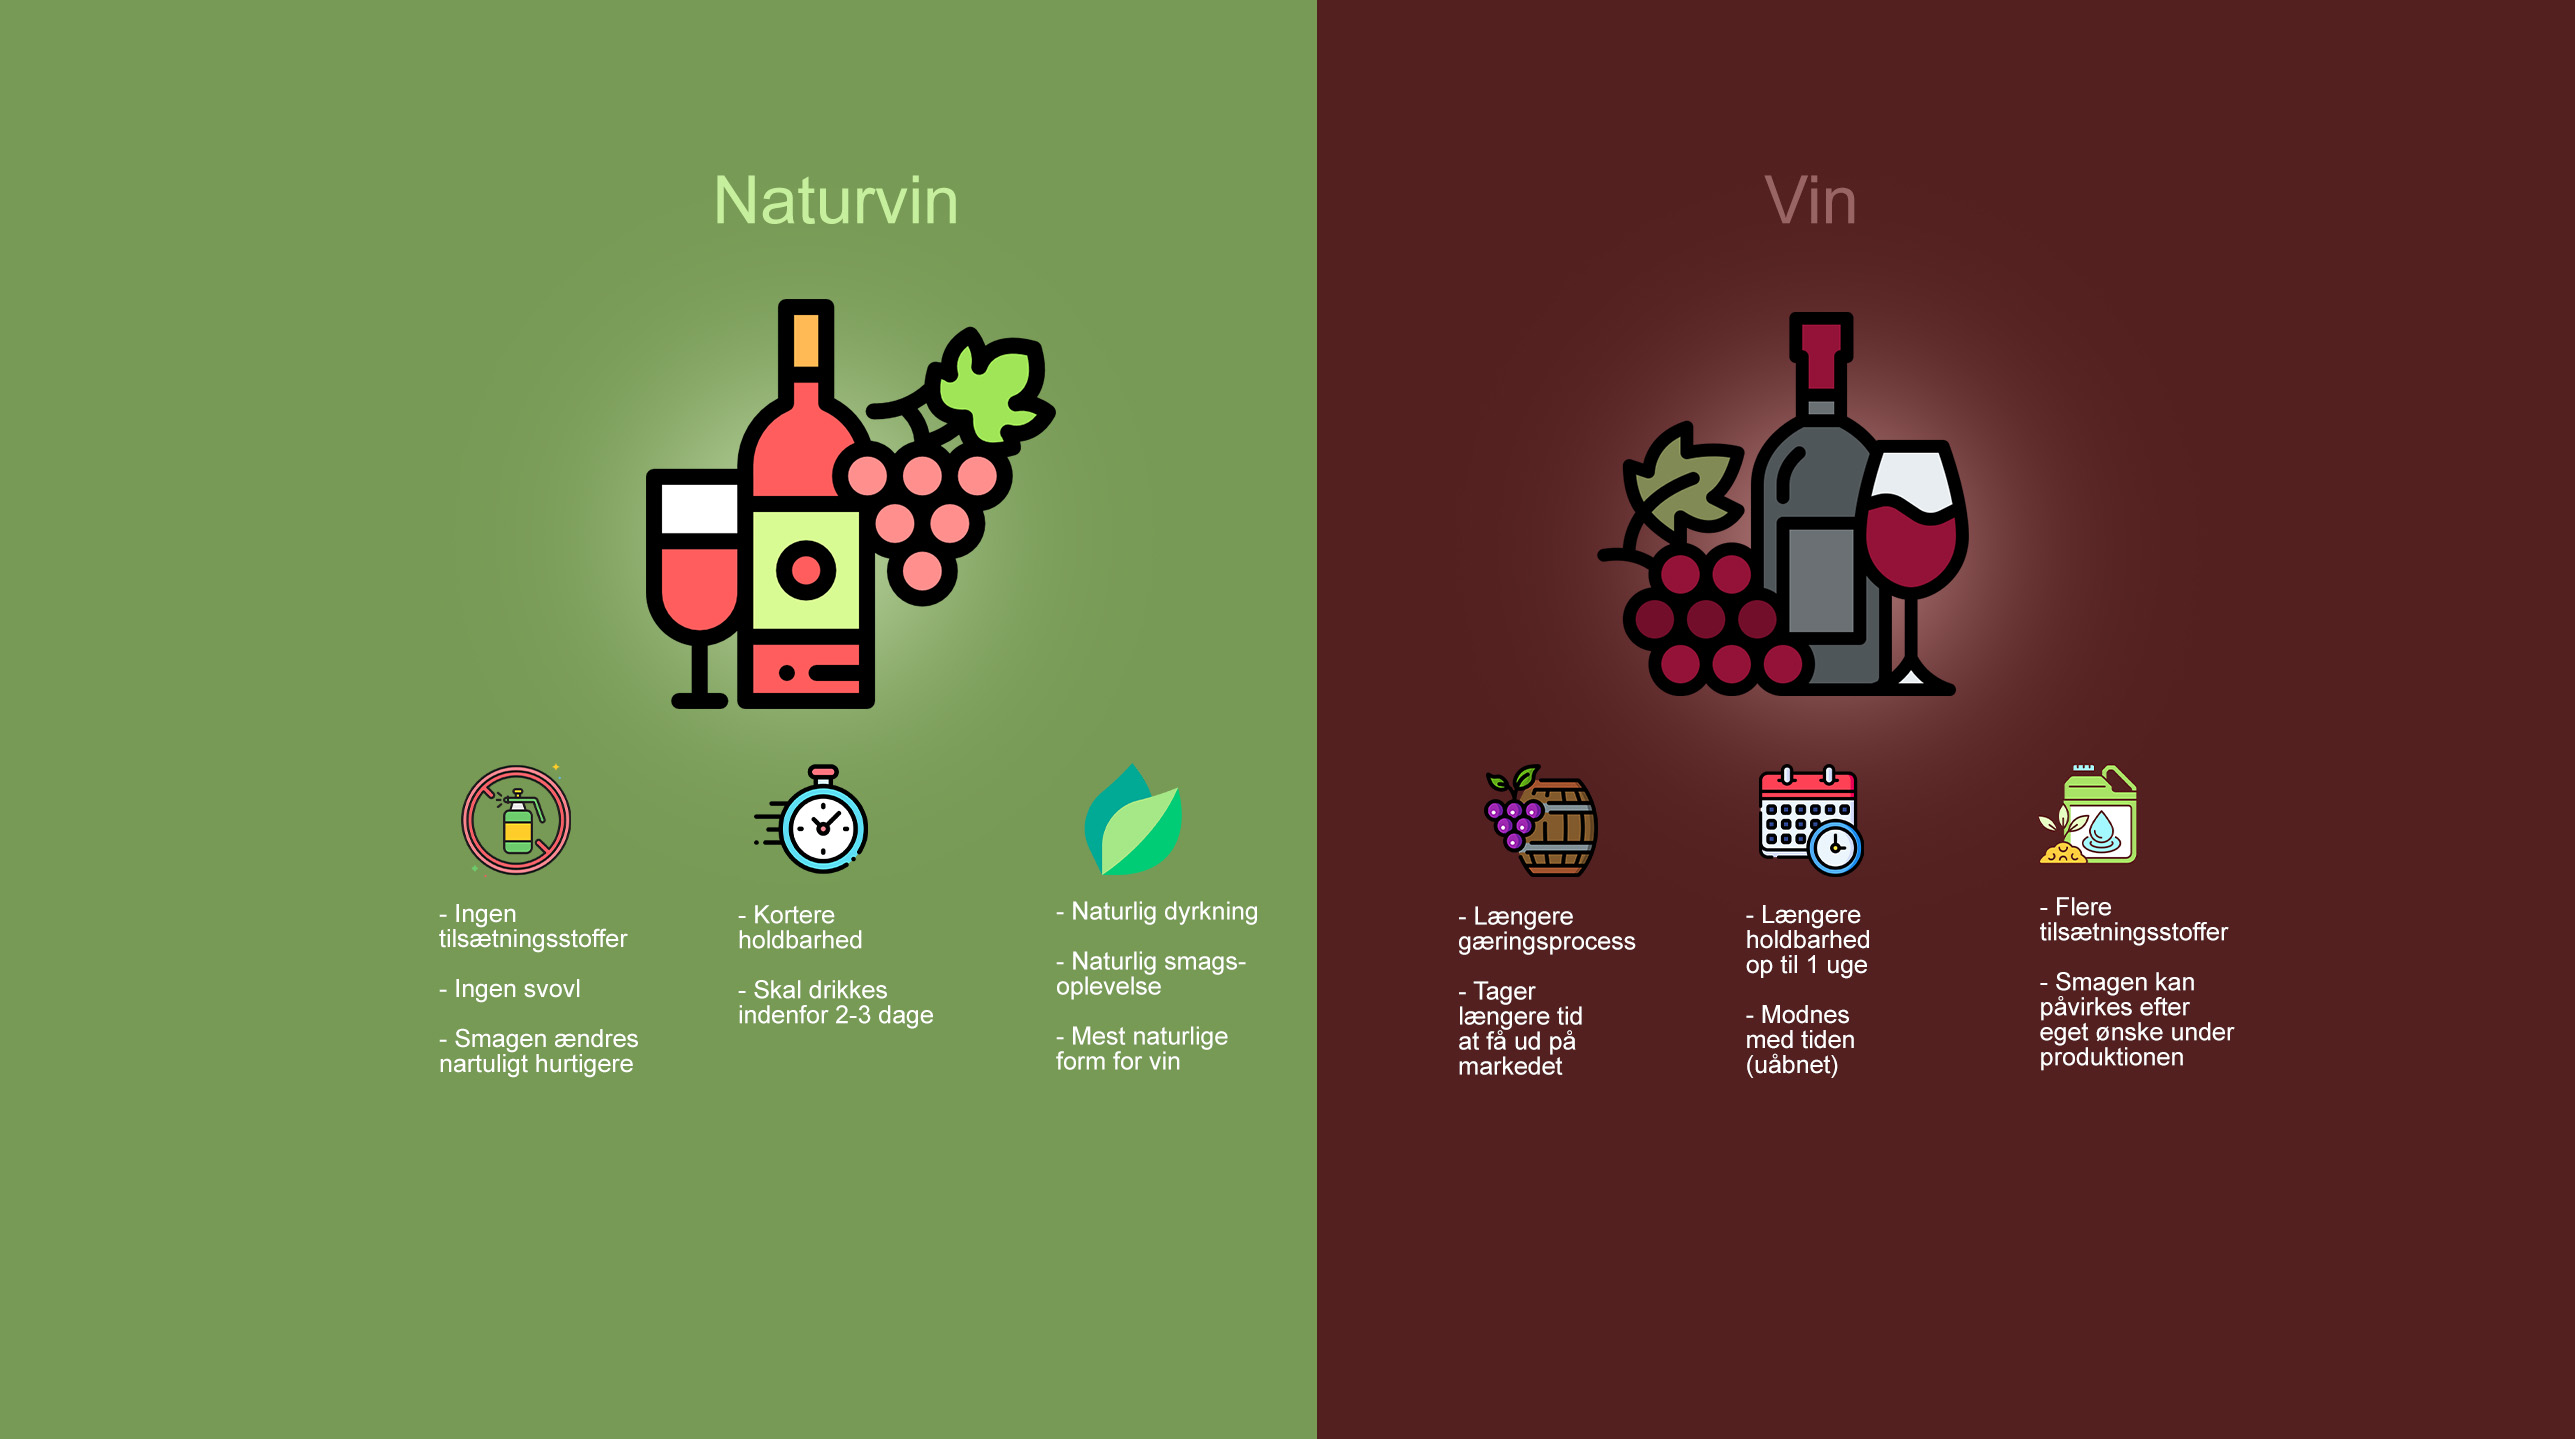 Naturvin
- Ingen
tilsætningsstoffer
- Ingen svovl
- Smagen ændres
nartuligt hurtigere
- Kortere
holdbarhed
- Skal drikkes
indenfor 2-3 dage
- Naturlig dyrkning
- Naturlig smags-
oplevelse
- Mest naturlige
form for vin
Vin
- Længere
gæringsprocess
- Tager
længere tid
at få ud på
markedet
- Længere
holdbarhed
op til 1 uge
- Modnes
med tiden
(uåbnet)
- Flere
tilsætningsstoffer
- Smagen kan
påvirkes efter
eget ønske under
produktionen